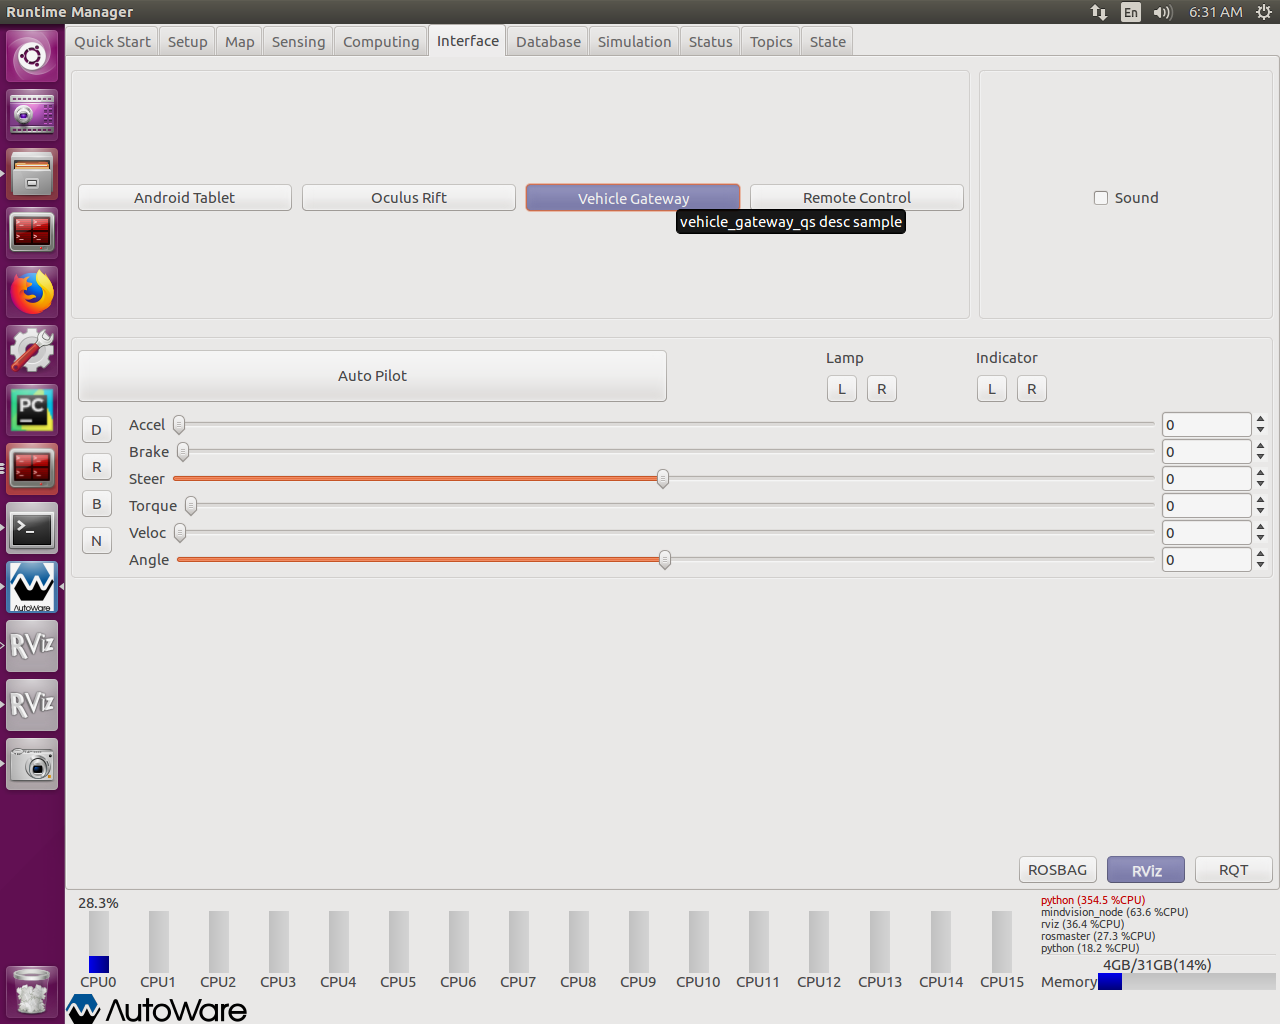 Runtime Manager
En
6:31 AM
Quick Start Setup Map Sensing Computing Interface Database Simulation Status Topics State
Android Tablet Oculus Rift Vehicle Gateway Remote Control Sound
vehicle_gateway_qs desc sample
Auto Pilot
Lamp
L R
Indicator
L R
D
R
B
N
Accel 0
Brake 0
Steer 0
Torque 0
Veloc 0
Angle 0
PC
AutoWare
RViz
RViz
ROSBAG RViz RQT
28.3%
CPU0 CPU1 CPU2 CPU3 CPU4 CPU5 CPU6 CPU7 CPU8 CPU9 CPU10 CPU11 CPU12 CPU13 CPU14 CPU15
python (354.5 %CPU)
mindvision_node (63.6 %CPU)
rviz (36.4 %CPU)
rosmaster (27.3 %CPU)
python (18.2 %CPU)
4GB/31GB(14%)
Memory
AutoWare